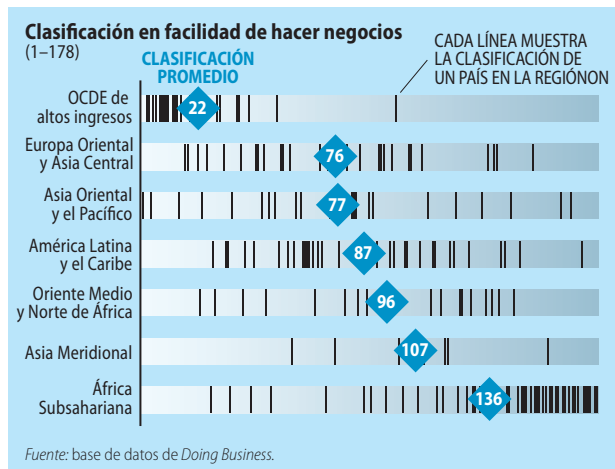 Clasificación en facilidad de hacer negocios
(1–178)
CLASIFICACIÓN
PROMEDIO
CADA LÍNEA MUESTRA
LA CLASIFICACIÓN DE
UN PAÍS EN LA REGIÓNON
OCDE de
altos ingresos
22
Europa Oriental
y Asia Central
76
Asia Oriental
y el Pacífico
77
América Latina
y el Caribe
87
Oriente Medio
y Norte de África
96
Asia Meridional
107
África
Subsahariana
136
Fuente: base de datos de Doing Business.